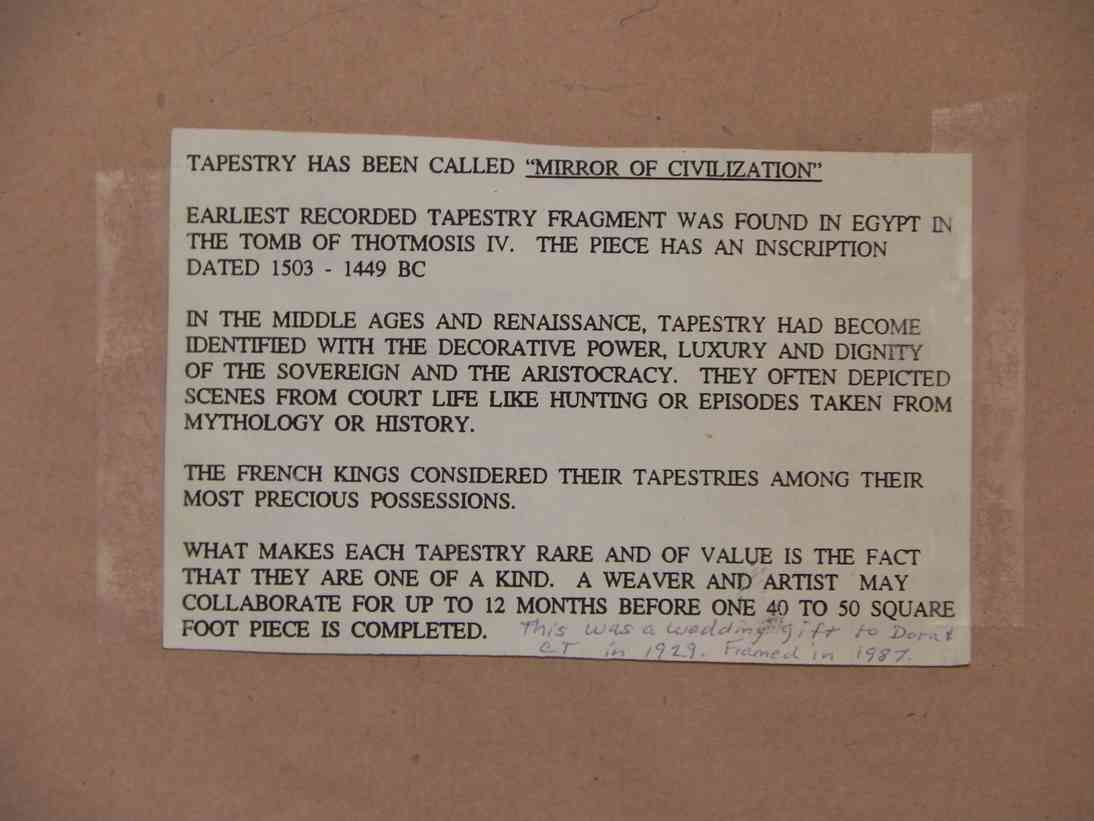 TAPESTRY HAS BEEN CALLED "MIRROR OF CIVILIZATION"
EARLIEST RECORDED TAPESTRY FRAGMENT WAS FOUND IN EGYPT IN
THE TOMB OF THOTMOSIS IV. THE PIECE HAS AN INSCRIPTION
DATED 1503 - 1449 BC
IN THE MIDDLE AGES AND RENAISSANCE, TAPESTRY HAD BECOME
IDENTIFIED WITH THE DECORATIVE POWER, LUXURY AND DIGNITY
OF THE SOVEREIGN AND THE ARISTOCRACY. THEY OFTEN DEPICTED
SCENES FROM COURT LIFE LIKE HUNTING OR EPISODES TAKEN FROM
MYTHOLOGY OR HISTORY.
THE FRENCH KINGS CONSIDERED THEIR TAPESTRIES AMONG THEIR
MOST PRECIOUS POSSESSIONS.
WHAT MAKES EACH TAPESTRY RARE AND OF VALUE IS THE FACT
THAT THEY ARE ONE OF A KIND. A WEAVER AND ARTIST MAY
COLLABORATE FOR UP TO 12 MONTHS BEFORE ONE 40 TO 50 SQUARE
FOOT PIECE IS COMPLETED. This was a wedding gift to Dora &
CT in 1929. Framed in 1987.